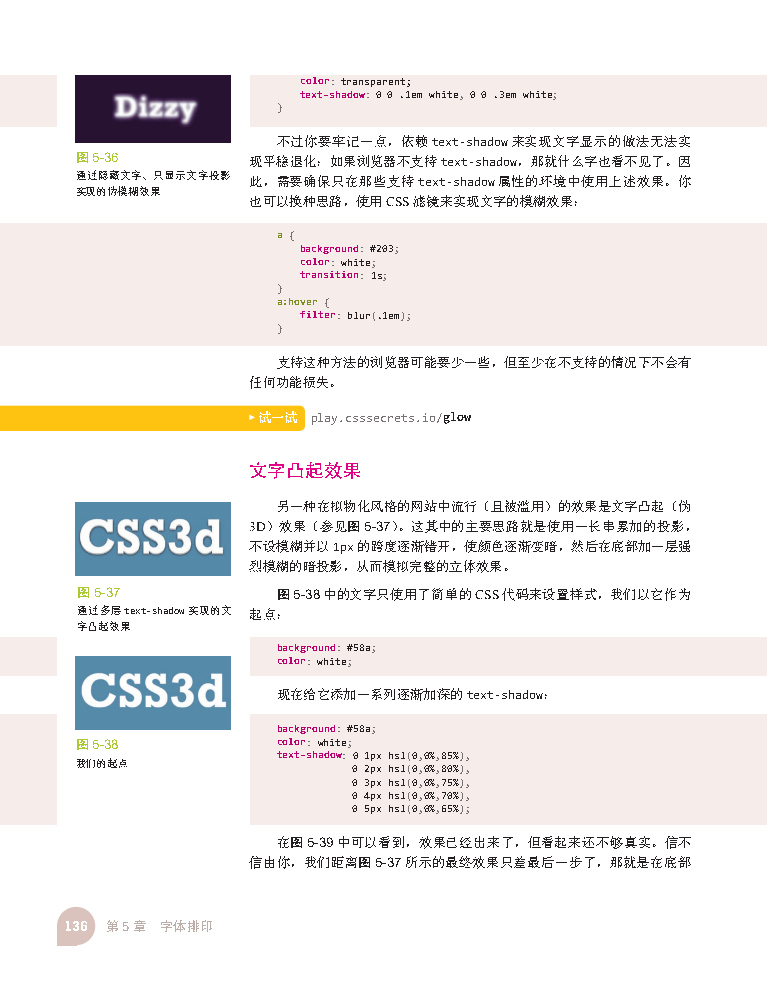 Dizzy
图 5-36
通过隐藏文字、只显示文字投影
实现的伪模糊效果
color: transparent;
text-shadow: 0 0 .1em white, 0 0 .3em white;
}
不过你要牢记一点，依赖 text-shadow 来实现文字显示的做法无法实
现平稳退化：如果浏览器不支持 text-shadow，那就什么字也看不见了。因
此，需要确保只在那些支持 text-shadow 属性的环境中使用上述效果。你
也可以换种思路，使用 CSS 滤镜来实现文字的模糊效果：
a {
background: #203;
color: white;
transition: 1s;
}
a:hover {
filter: blur(.1em);
}
支持这种方法的浏览器可能要少一些，但至少在不支持的情况下不会有
任何功能损失。
▶ 试一试 play.csssecrets.io/glow
文字凸起效果
另一种在拟物化风格的网站中流行（且被滥用）的效果是文字凸起（伪
3D）效果（参见图 5-37）。这其中的主要思路就是使用一长串累加的投影，
不设模糊并以 1px 的跨度逐渐错开，使颜色逐渐变暗，然后在底部加一层强
烈模糊的暗投影，从而模拟完整的立体效果。
CSS3d
图 5-37
通过多层 text-shadow 实现的文
字凸起效果
图 5-38 中的文字只使用了简单的 CSS 代码来设置样式，我们以它作为
起点：
background: #58a;
color: white;
CSS3d
图 5-38
我们的起点
现在给它添加一系列逐渐加深的 text-shadow：
background: #58a;
color: white;
text-shadow: 0 1px hsl(0,0%,85%),
0 2px hsl(0,0%,80%),
0 3px hsl(0,0%,75%),
0 4px hsl(0,0%,70%),
0 5px hsl(0,0%,65%);
在图 5-39 中可以看到，效果已经出来了，但看起来还不够真实。信不
信由你，我们距离图 5-37 所示的最终效果只差最后一步了，那就是在底部
136 第 5 章 字体排印